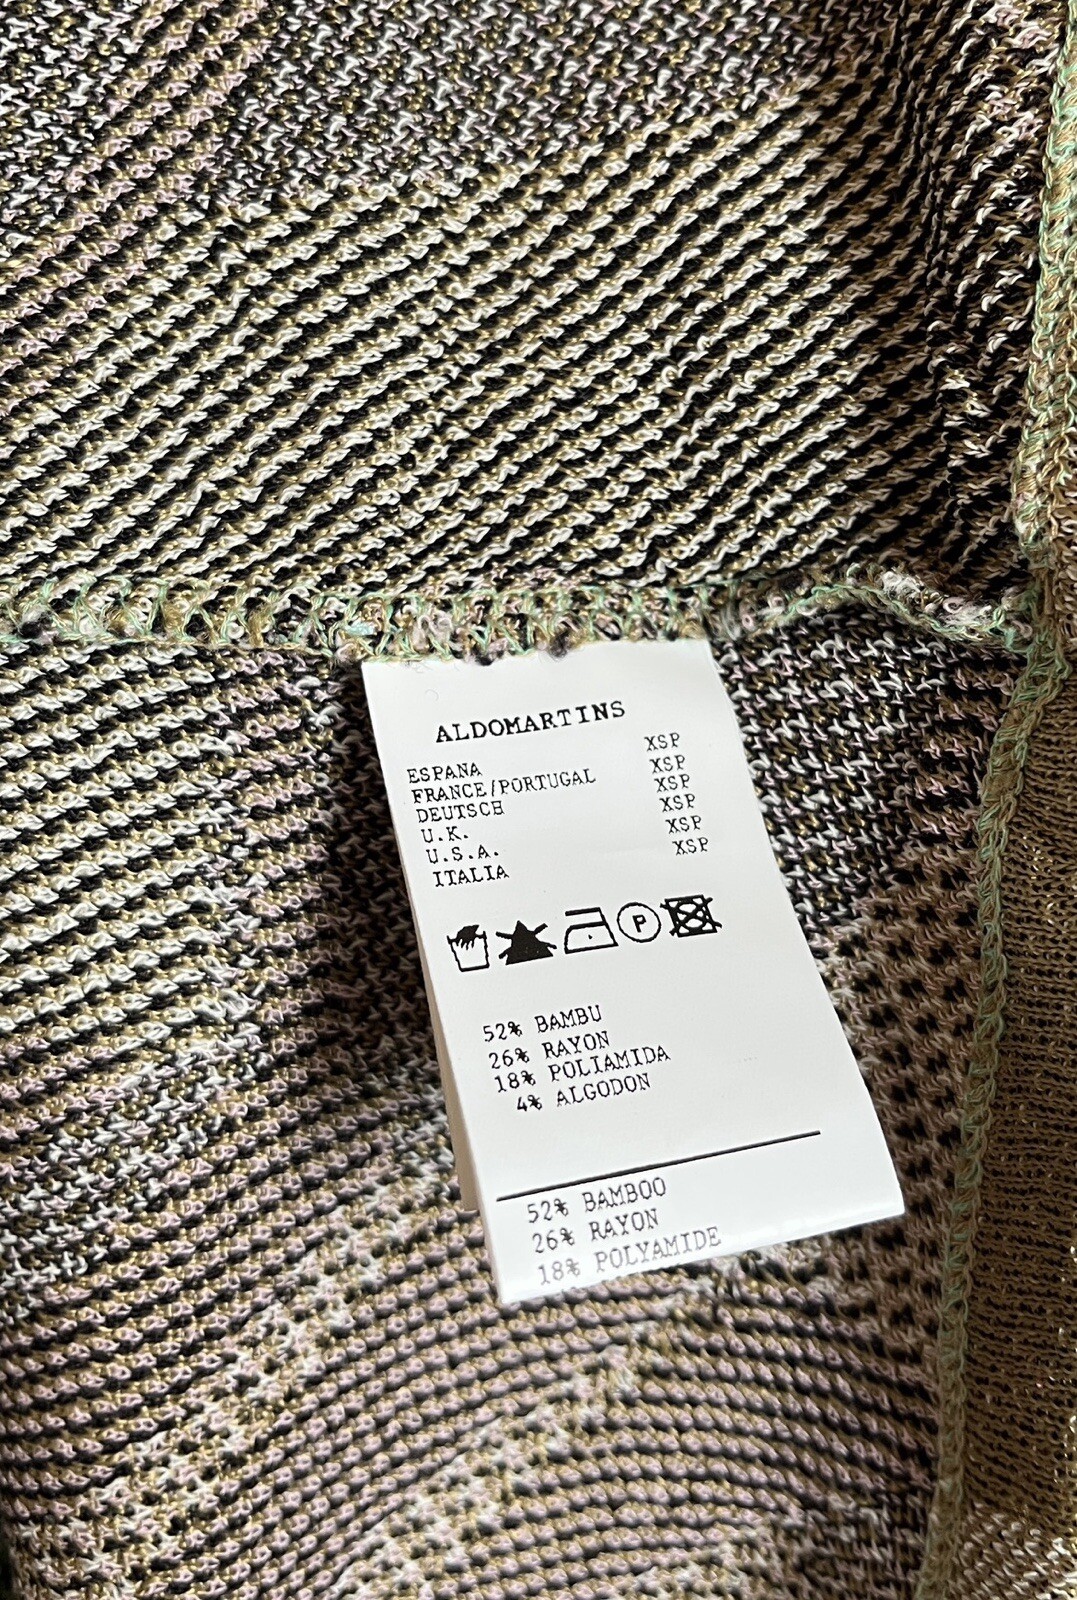 ALDOMARTINS
ESPANA XSP
FRANCE/PORTUGAL XSP
DEUTSCH XSP
U.K. XSP
U.S.A. XSP
ITALIA XSP
P
52% BAMBU
26% RAYON
18% POLIAMIDA
4% ALGODON
52% BAMBOO
26% RAYON
18% POLYAMIDE